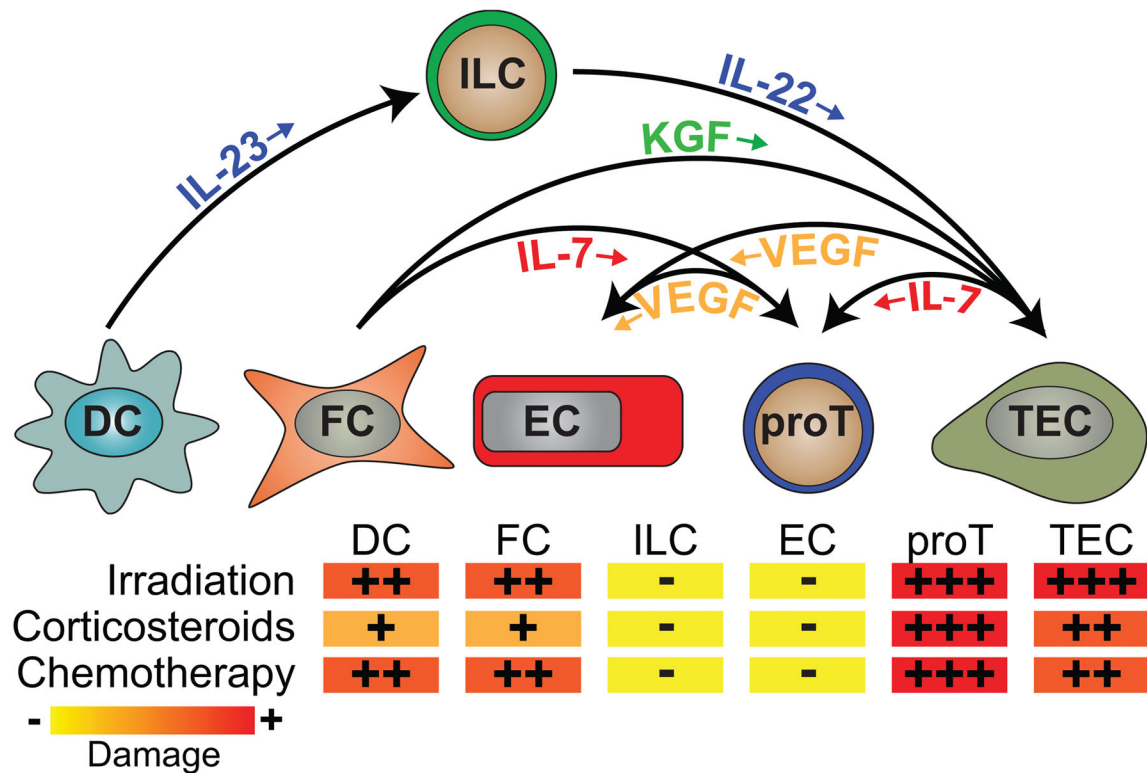 ILC
IL-23→
IL-22→
KGF→
IL-7→
←VEGF
←VEGF
←IL-7
DC
FC
EC
proT
TEC
DC FC ILC EC proT TEC
Irradiation ++ ++ - - +++ +++
Corticosteroids + + - - +++ ++
Chemotherapy ++ ++ - - +++ ++
- +
Damage